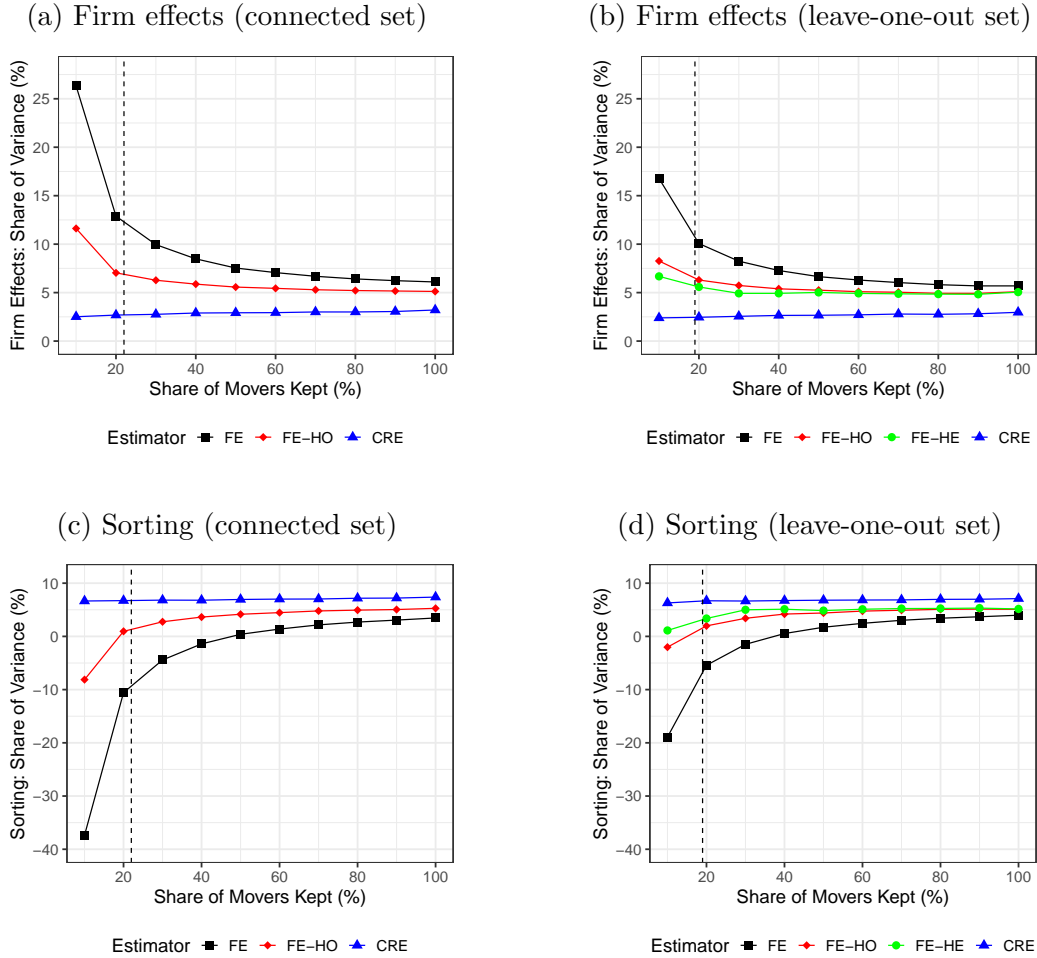 (a) Firm effects (connected set)
Firm Effects: Share of Variance (%)
25
20
15
10
5
0
20 40 60 80 100
Share of Movers Kept (%)
Estimator FE FE−HO CRE
(b) Firm effects (leave-one-out set)
Firm Effects: Share of Variance (%)
25
20
15
10
5
0
20 40 60 80 100
Share of Movers Kept (%)
Estimator FE FE−HO FE−HE CRE
(c) Sorting (connected set)
Sorting: Share of Variance (%)
10
0
−10
−20
−30
−40
20 40 60 80 100
Share of Movers Kept (%)
Estimator FE FE−HO CRE
(d) Sorting (leave-one-out set)
Sorting: Share of Variance (%)
10
0
−10
−20
−30
−40
20 40 60 80 100
Share of Movers Kept (%)
Estimator FE FE−HO FE−HE CRE